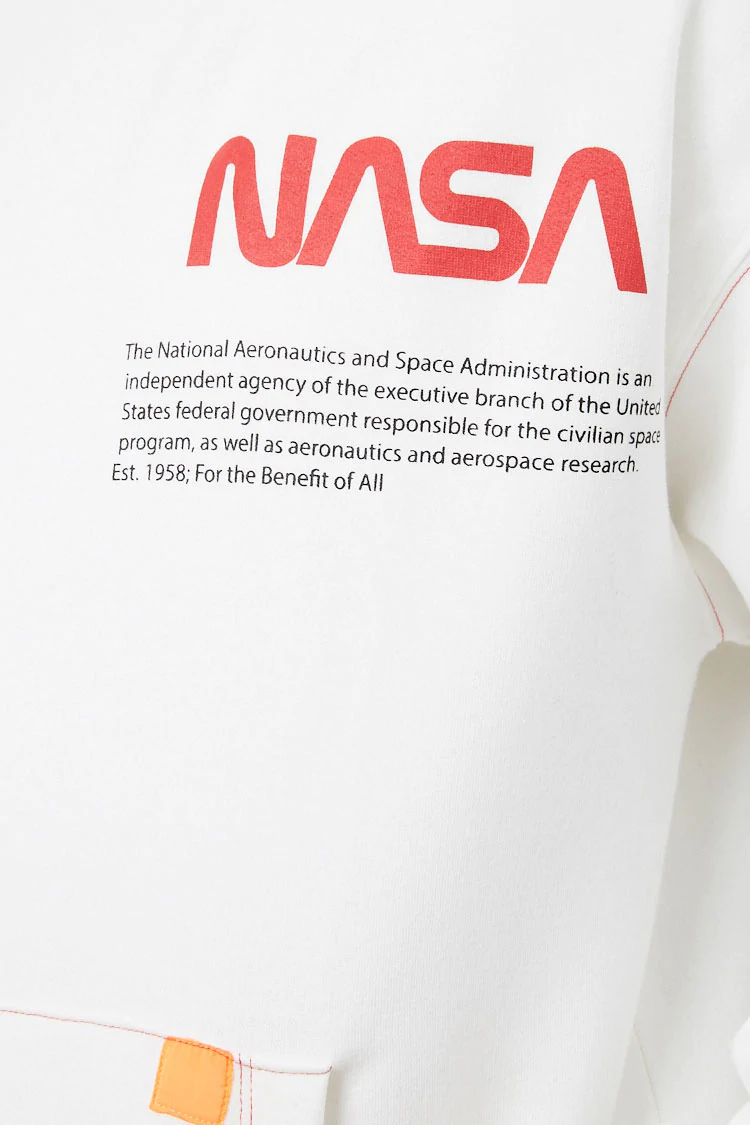 NASA
The National Aeronautics and Space Administration is an
independent agency of the executive branch of the United
States federal government responsible for the civilian space
program, as well as aeronautics and aerospace research.
Est. 1958; For the Benefit of All